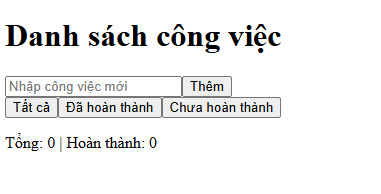 Danh sách công việc
Nhập công việc mới Thêm
Tất cả Đã hoàn thành Chưa hoàn thành
Tổng: 0 | Hoàn thành: 0